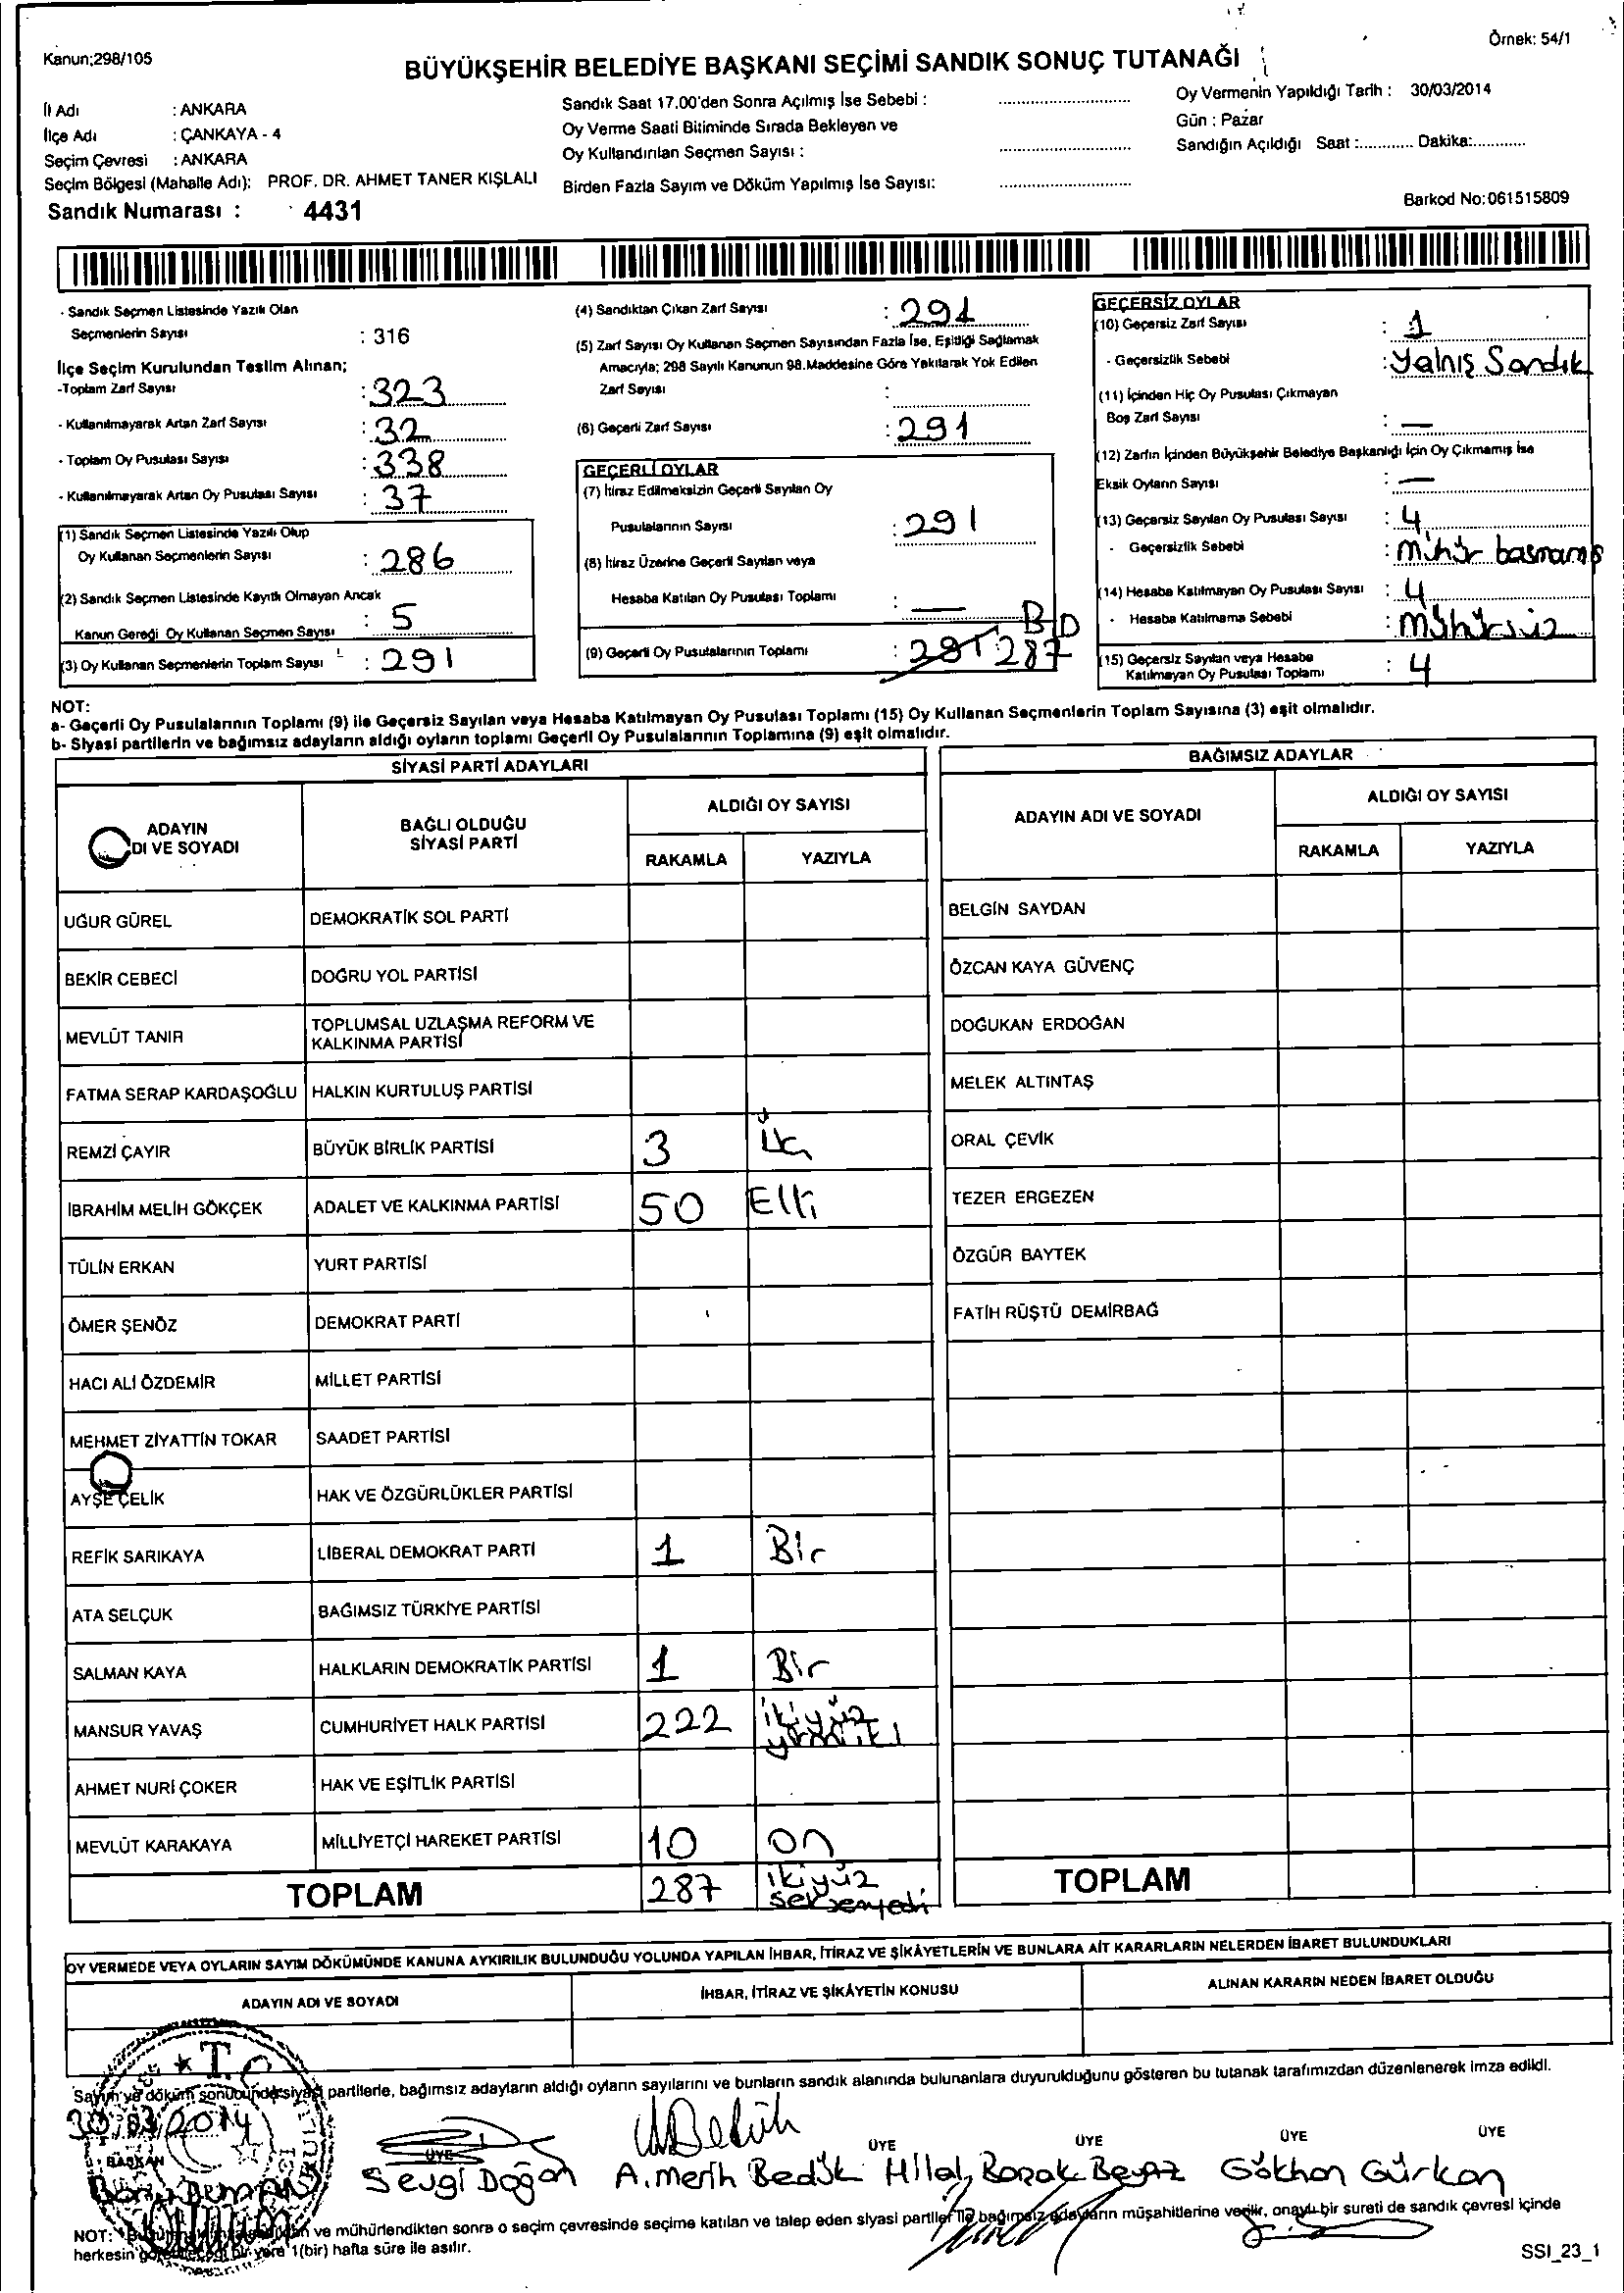 Kanun;298/105
Örnek: 54/1
BÜYÜKŞEHİR BELEDİYE BAŞKANI SEÇİMİ SANDIK SONUÇ TUTANAĞI
İl Adı : ANKARA
İlçe Adı : ÇANKAYA - 4
Seçim Çevresi : ANKARA
Seçim Bölgesi (Mahalle Adı): PROF. DR. AHMET TANER KIŞLALI
Sandık Numarası : 4431
Sandık Saat 17.00'den Sonra Açılmış İse Sebebi :
Oy Verme Saati Bitiminde Sırada Bekleyen ve
Oy Kullandırılan Seçmen Sayısı :
Birden Fazla Sayım ve Döküm Yapılmış İse Sayısı:
Oy Vermenin Yapıldığı Tarih : 30/03/2014
Gün : Pazar
Sandığın Açıldığı Saat :............ Dakika:............
Barkod No:061515809
- Sandık Seçmen Listesinde Yazılı Olan
Seçmenlerin Sayısı : 316
İlçe Seçim Kurulundan Teslim Alınan;
-Toplam Zarf Sayısı : 323
- Kullanılmayarak Artan Zarf Sayısı : 32
- Toplam Oy Pusulası Sayısı : 338
- Kullanılmayarak Artan Oy Pusulası Sayısı : 37
(1) Sandık Seçmen Listesinde Yazılı Olup
Oy Kullanan Seçmenlerin Sayısı : 286
(2) Sandık Seçmen Listesinde Kayıtlı Olmayan Ancak
Kanun Gereği Oy Kullanan Seçmen Sayısı : 5
(3) Oy Kullanan Seçmenlerin Toplam Sayısı : 291
(4) Sandıktan Çıkan Zarf Sayısı : 291
(5) Zarf Sayısı Oy Kullanan Seçmen Sayısından Fazla İse, Eşitliği Sağlamak
Amacıyla; 298 Sayılı Kanunun 98.Maddesine Göre Yakılarak Yok Edilen
Zarf Sayısı :
(6) Geçerli Zarf Sayısı : 291
GEÇERLİ OYLAR
(7) İtiraz Edilmeksizin Geçerli Sayılan Oy
Pusulalarının Sayısı : 291
(8) İtiraz Üzerine Geçerli Sayılan veya
Hesaba Katılan Oy Pusulası Toplamı : —
BD
(9) Geçerli Oy Pusulalarının Toplamı : 291 287
GEÇERSİZ OYLAR
(10) Geçersiz Zarf Sayısı : 1
- Geçersizlik Sebebi : Yalnış Sandık
(11) İçinden Hiç Oy Pusulası Çıkmayan
Boş Zarf Sayısı : —
(12) Zarfın İçinden Büyükşehir Belediye Başkanlığı İçin Oy Çıkmamış İse
Eksik Oyların Sayısı : —
(13) Geçersiz Sayılan Oy Pusulası Sayısı : 4
- Geçersizlik Sebebi : Mühür basmamış
(14) Hesaba Katılmayan Oy Pusulası Sayısı : 4
- Hesaba Katılmama Sebebi : Mühürsüz
(15) Geçersiz Sayılan veya Hesaba
Katılmayan Oy Pusulası Toplamı : 4
NOT:
a- Geçerli Oy Pusulalarının Toplamı (9) ile Geçersiz Sayılan veya Hesaba Katılmayan Oy Pusulası Toplamı (15) Oy Kullanan Seçmenlerin Toplam Sayısına (3) eşit olmalıdır.
b- Siyasi partilerin ve bağımsız adayların aldığı oyların toplamı Geçerli Oy Pusulalarının Toplamına (9) eşit olmalıdır.
SİYASİ PARTİ ADAYLARI
ADAYIN
DI VE SOYADI
BAĞLI OLDUĞU
SİYASİ PARTİ
ALDIĞI OY SAYISI
RAKAMLA YAZIYLA
UĞUR GÜREL DEMOKRATİK SOL PARTİ
BEKİR CEBECİ DOĞRU YOL PARTİSİ
MEVLÜT TANIR TOPLUMSAL UZLAŞMA REFORM VE
KALKINMA PARTİSİ
FATMA SERAP KARDAŞOĞLU HALKIN KURTULUŞ PARTİSİ
REMZİ ÇAYIR BÜYÜK BİRLİK PARTİSİ 3 Üç
İBRAHİM MELİH GÖKÇEK ADALET VE KALKINMA PARTİSİ 50 Elli
TÜLİN ERKAN YURT PARTİSİ
ÖMER ŞENÖZ DEMOKRAT PARTİ
HACI ALİ ÖZDEMİR MİLLET PARTİSİ
MEHMET ZİYATTİN TOKAR SAADET PARTİSİ
AYŞE ÇELİK HAK VE ÖZGÜRLÜKLER PARTİSİ
REFİK SARIKAYA LİBERAL DEMOKRAT PARTİ 1 Bir
ATA SELÇUK BAĞIMSIZ TÜRKİYE PARTİSİ
SALMAN KAYA HALKLARIN DEMOKRATİK PARTİSİ 1 Bir
MANSUR YAVAŞ CUMHURİYET HALK PARTİSİ 222 ikiyüz
yirmiiki
AHMET NURİ ÇOKER HAK VE EŞİTLİK PARTİSİ
MEVLÜT KARAKAYA MİLLİYETÇİ HAREKET PARTİSİ 10 on
TOPLAM 287 ikiyüz
seksenyedi
BAĞIMSIZ ADAYLAR
ADAYIN ADI VE SOYADI
ALDIĞI OY SAYISI
RAKAMLA YAZIYLA
BELGİN SAYDAN
ÖZCAN KAYA GÜVENÇ
DOĞUKAN ERDOĞAN
MELEK ALTINTAŞ
ORAL ÇEVİK
TEZER ERGEZEN
ÖZGÜR BAYTEK
FATİH RÜŞTÜ DEMİRBAĞ
TOPLAM
OY VERMEDE VEYA OYLARIN SAYIM DÖKÜMÜNDE KANUNA AYKIRILIK BULUNDUĞU YOLUNDA YAPILAN İHBAR, İTİRAZ VE ŞİKÂYETLERİN VE BUNLARA AİT KARARLARIN NELERDEN İBARET BULUNDUKLARI
ADAYIN ADI VE SOYADI İHBAR, İTİRAZ VE ŞİKÂYETİN KONUSU ALINAN KARARIN NEDEN İBARET OLDUĞU
T.C.
Sayım ve döküm sonucunda siyasi partilerle, bağımsız adayların aldığı oyların sayılarını ve bunların sandık alanında bulunanlara duyurulduğunu gösteren bu tutanak tarafımızdan düzenlenerek imza edildi.
30.03.2014
BAŞKAN ÜYE ÜYE ÜYE ÜYE ÜYE
Sevgi Doğan A.Merih Bedük Hilal Bozok Beyaz Gökhan Gürkan
NOT: ve mühürlendikten sonra o seçim çevresinde seçime katılan ve talep eden siyasi partiler ile bağımsız adayların müşahitlerine verilir, onaylı bir sureti de sandık çevresi içinde
herkesin görebileceği bir yere 1(bir) hafta süre ile asılır.
SSI_23_1